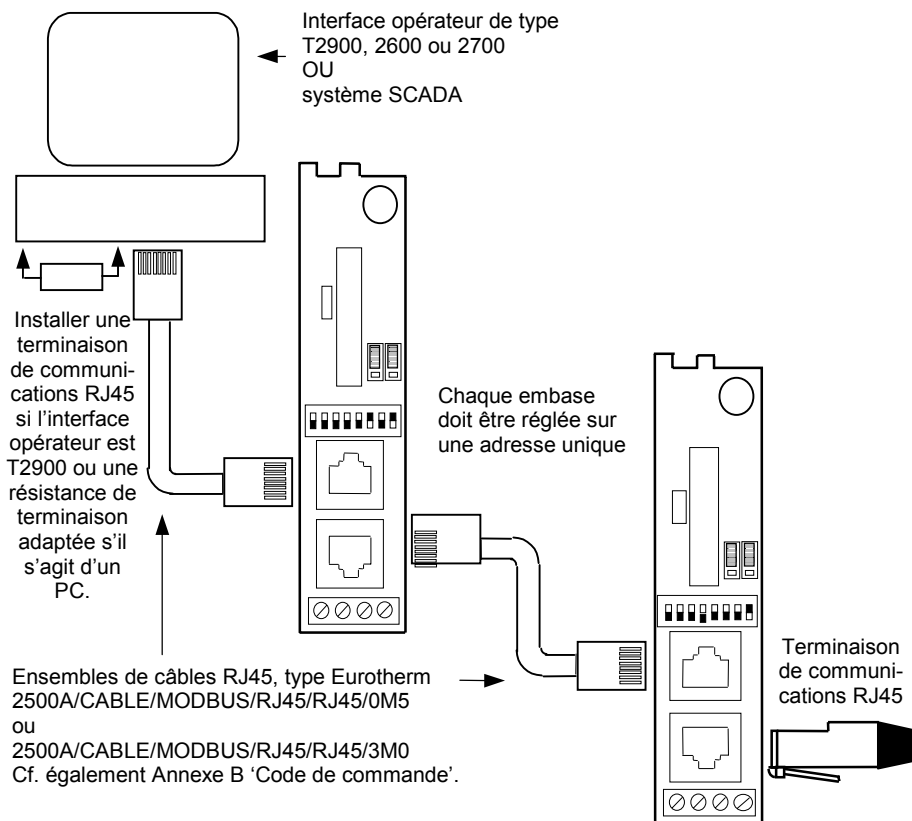 Interface opérateur de type
T2900, 2600 ou 2700
OU
système SCADA
Installer une
terminaison
de communi-
cations RJ45
si l'interface
opérateur est
T2900 ou une
résistance de
terminaison
adaptée s'il
s'agit d'un
PC.
Chaque embase
doit être réglée sur
une adresse unique
Ensembles de câbles RJ45, type Eurotherm
2500A/CABLE/MODBUS/RJ45/RJ45/0M5
ou
2500A/CABLE/MODBUS/RJ45/RJ45/3M0
Cf. également Annexe B ‘Code de commande’.
Terminaison
de communi-
cations RJ45